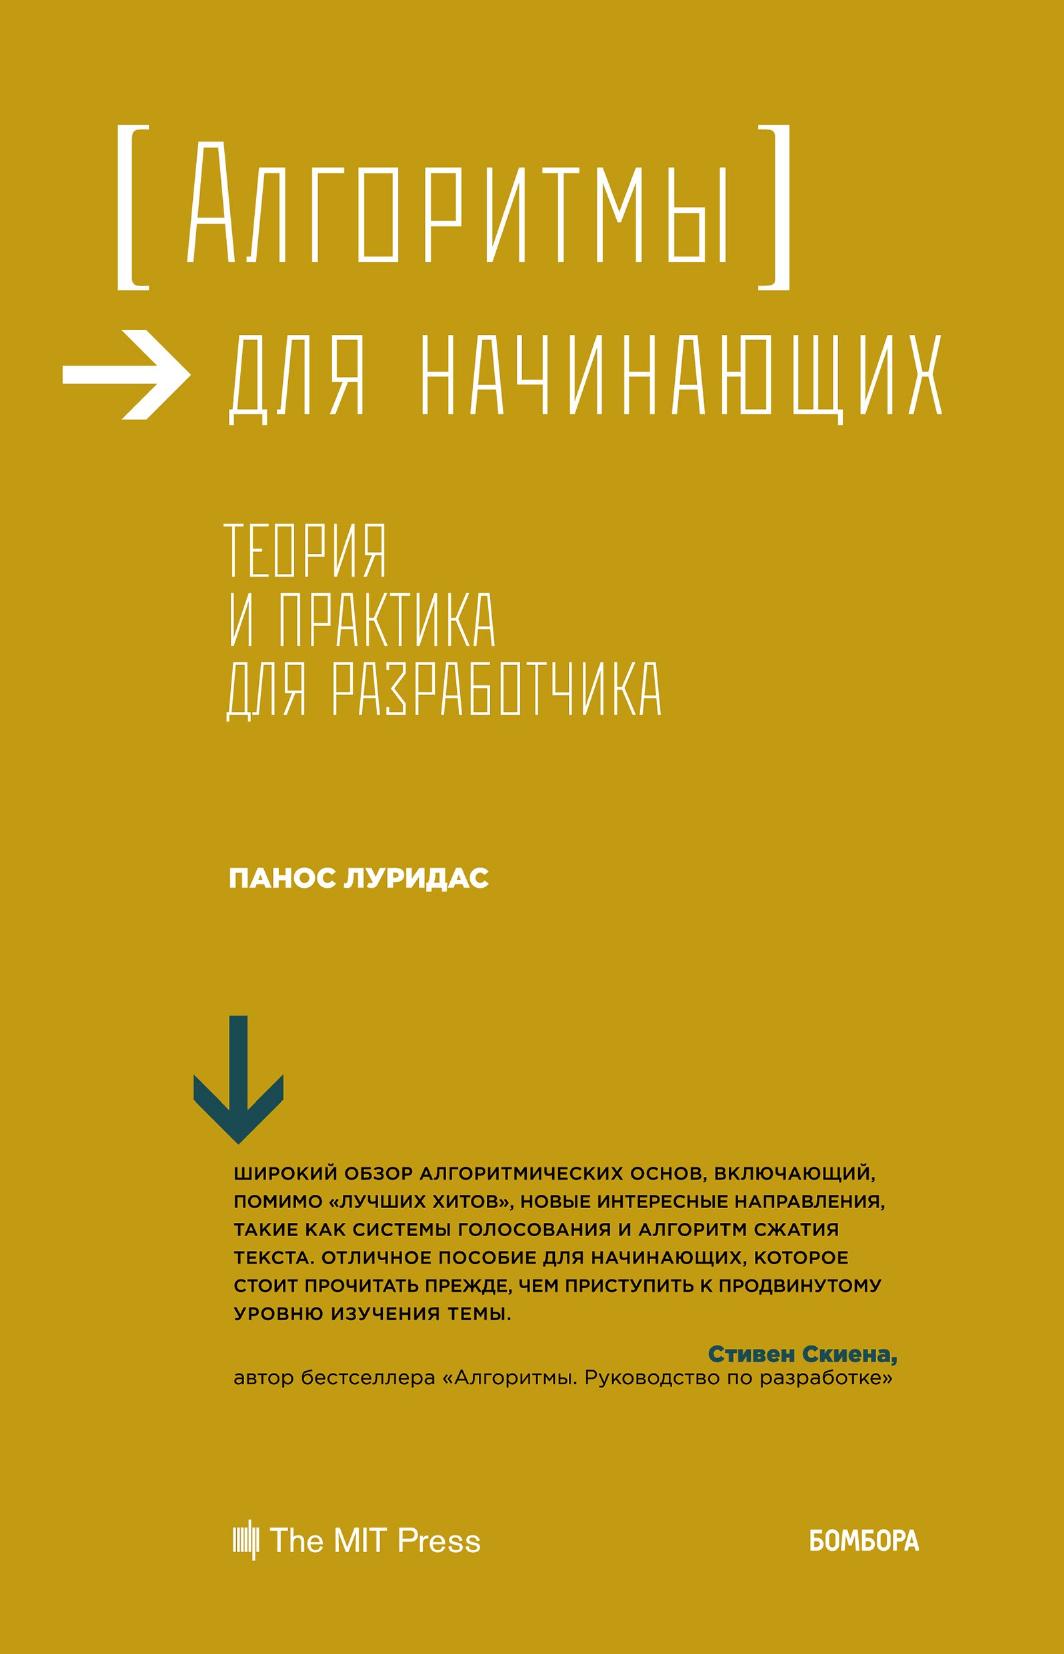 [Алгоритмы]
для начинающих
Теория
и практика
для разработчика
ПАНОС ЛУРИДАС
ШИРОКИЙ ОБЗОР АЛГОРИТМИЧЕСКИХ ОСНОВ, ВКЛЮЧАЮЩИЙ,
ПОМИМО «ЛУЧШИХ ХИТОВ», НОВЫЕ ИНТЕРЕСНЫЕ НАПРАВЛЕНИЯ,
ТАКИЕ КАК СИСТЕМЫ ГОЛОСОВАНИЯ И АЛГОРИТМ СЖАТИЯ
ТЕКСТА. ОТЛИЧНОЕ ПОСОБИЕ ДЛЯ НАЧИНАЮЩИХ, КОТОРОЕ
СТОИТ ПРОЧИТАТЬ ПРЕЖДЕ, ЧЕМ ПРИСТУПИТЬ К ПРОДВИНУТОМУ
УРОВНЮ ИЗУЧЕНИЯ ТЕМЫ.
Стивен Скиена,
автор бестселлера «Алгоритмы. Руководство по разработке»
The MIT Press
БОМБОРА